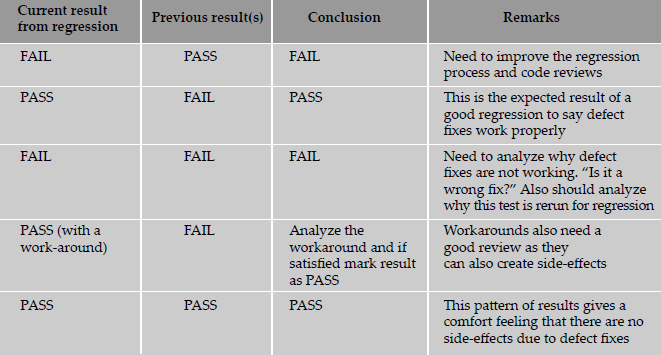 Current result
from regression
Previous result(s)
Conclusion
Remarks
FAIL
PASS
FAIL
Need to improve the regression
process and code reviews
PASS
FAIL
PASS
This is the expected result of a
good regression to say defect
fixes work properly
FAIL
FAIL
FAIL
Need to analyze why defect
fixes are not working. “Is it a
wrong fix?” Also should analyze
why this test is rerun for regression
PASS (with a
work-around)
FAIL
Analyze the
workaround and if
satisfied mark result
as PASS
Workarounds also need a
good review as they
can also create side-effects
PASS
PASS
PASS
This pattern of results gives a
comfort feeling that there are no
side-effects due to defect fixes